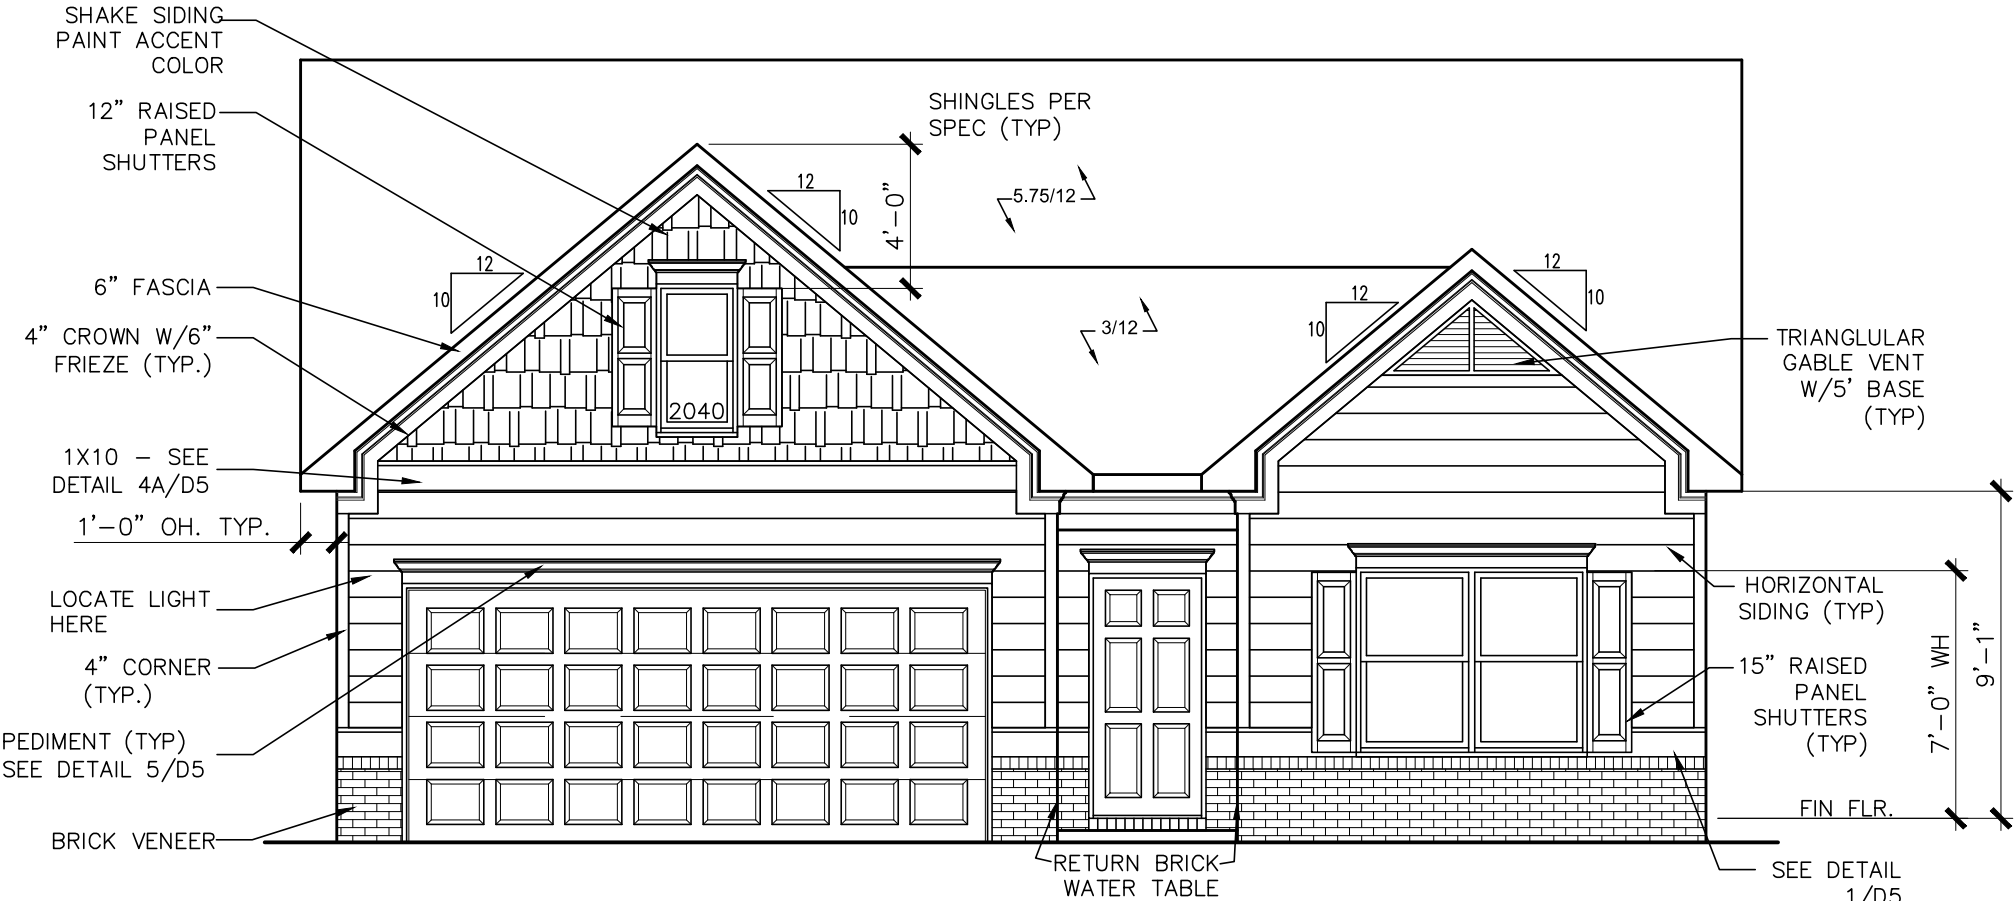 SHAKE SIDING
PAINT ACCENT
COLOR
12” RAISED
PANEL
SHUTTERS
6” FASCIA
4” CROWN W/6”
FRIEZE (TYP.)
1X10 – SEE
DETAIL 4A/D5
1’–0” OH. TYP.
LOCATE LIGHT
HERE
4” CORNER
(TYP.)
PEDIMENT (TYP)
SEE DETAIL 5/D5
BRICK VENEER
12
10
2040
12
10
4’–0”
SHINGLES PER
SPEC (TYP)
5.75/12
3/12
12
10
12
10
RETURN BRICK
WATER TABLE
TRIANGLULAR
GABLE VENT
W/5’ BASE
(TYP)
HORIZONTAL
SIDING (TYP)
15” RAISED
PANEL
SHUTTERS
(TYP)
7’–0” WH
9’–1”
FIN FLR.
SEE DETAIL
1/D5